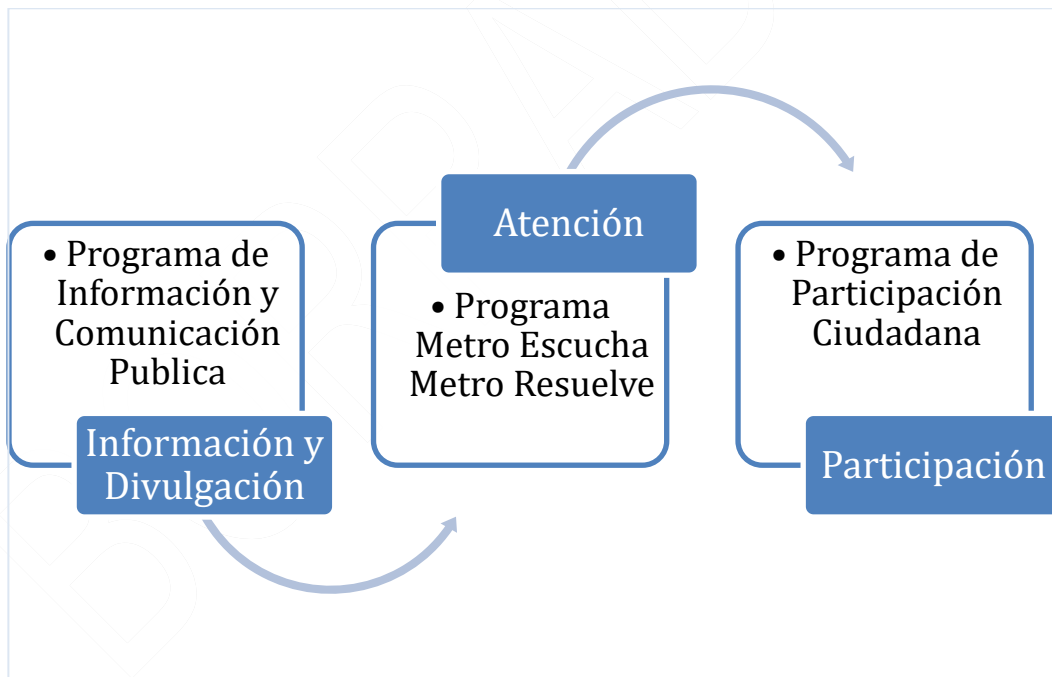 • Programa de
Información y
Comunicación
Publica
Información y
Divulgación
Atención
• Programa
Metro Escucha
Metro Resuelve
• Programa de
Participación
Ciudadana
Participación